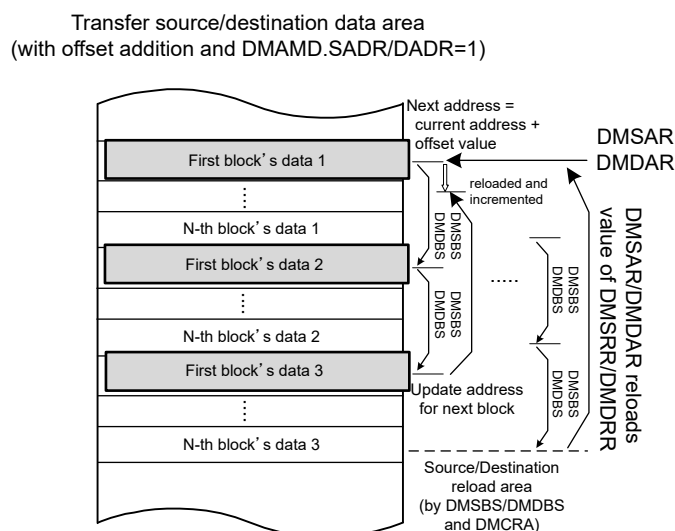 Transfer source/destination data area
(with offset addition and DMAMD.SADR/DADR=1)
Next address =
current address +
offset value
DMSAR
DMDAR
First block’s data 1
reloaded and
incremented
⋮
N-th block’s data 1
DMSBS
DMDBS
First block’s data 2
DMSBS
DMDBS
.....
⋮
N-th block’s data 2
DMSBS
DMDBS
First block’s data 3
DMSBS
DMDBS
DMSAR/DMDAR reloads
value of DMSRR/DMDRR
Update address
for next block
⋮
N-th block’s data 3
Source/Destination
reload area
(by DMSBS/DMDBS
and DMCRA)